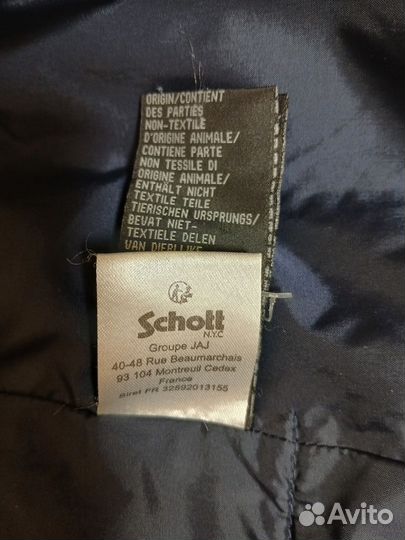 ORIGIN/CONTIENT
DES PARTIES
NON-TEXTILE
D'ORIGINE ANIMALE/
CONTIENE PARTE
NON TESSILE DI
ORIGINE ANIMALE/
ENTHÄLT NICHT
TEXTILE TEILE
TIERISCHEN URSPRUNGS/
BEVAT NIET-
TEXTIELE DELEN
VAN DIERLIJKE
Schott
N.Y.C
Groupe JAJ
40-48 Rue Beaumarchais
93 104 Montreuil Cedex
France
Siret FR 32592013155
Avito